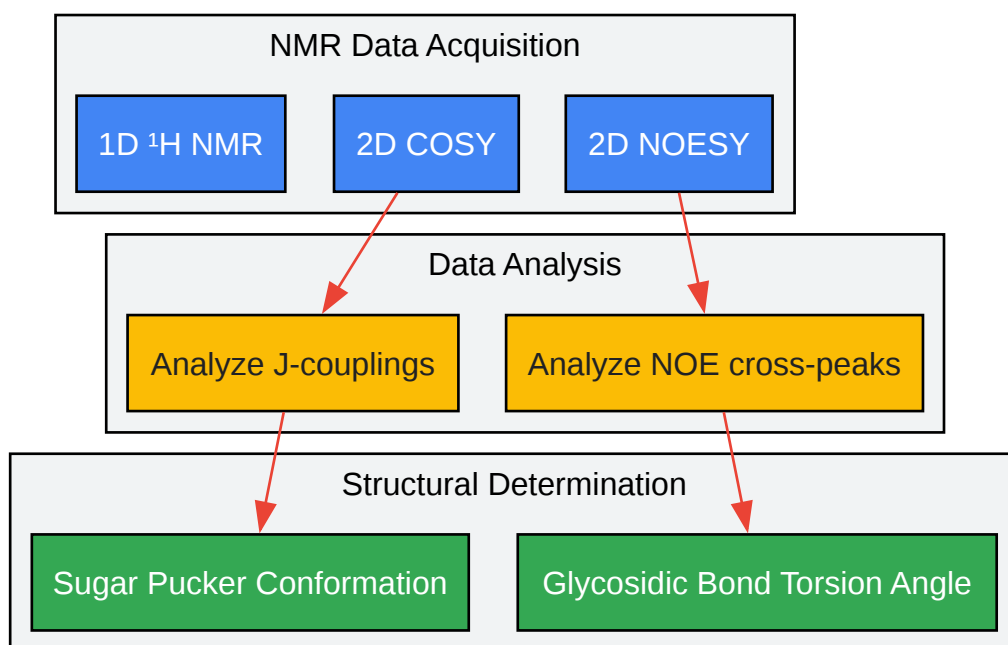 NMR Data Acquisition
1D ¹H NMR
2D COSY
2D NOESY
Data Analysis
Analyze J-couplings
Analyze NOE cross-peaks
Structural Determination
Sugar Pucker Conformation
Glycosidic Bond Torsion Angle